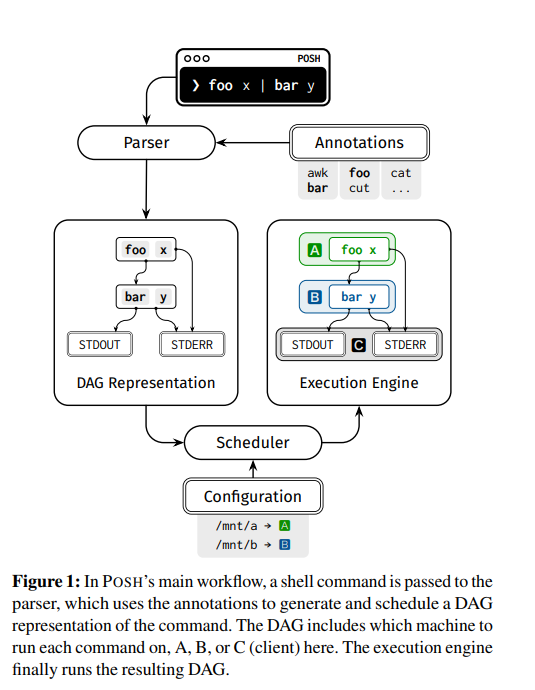 POSH
❯ foo x | bar y
Parser
Annotations
awk foo cat
bar cut ...
foo x
bar y
STDOUT STDERR
DAG Representation
A foo x
B bar y
STDOUT C STDERR
Execution Engine
Scheduler
Configuration
/mnt/a → A
/mnt/b → B
Figure 1: In POSH's main workflow, a shell command is passed to the
parser, which uses the annotations to generate and schedule a DAG
representation of the command. The DAG includes which machine to
run each command on, A, B, or C (client) here. The execution engine
finally runs the resulting DAG.